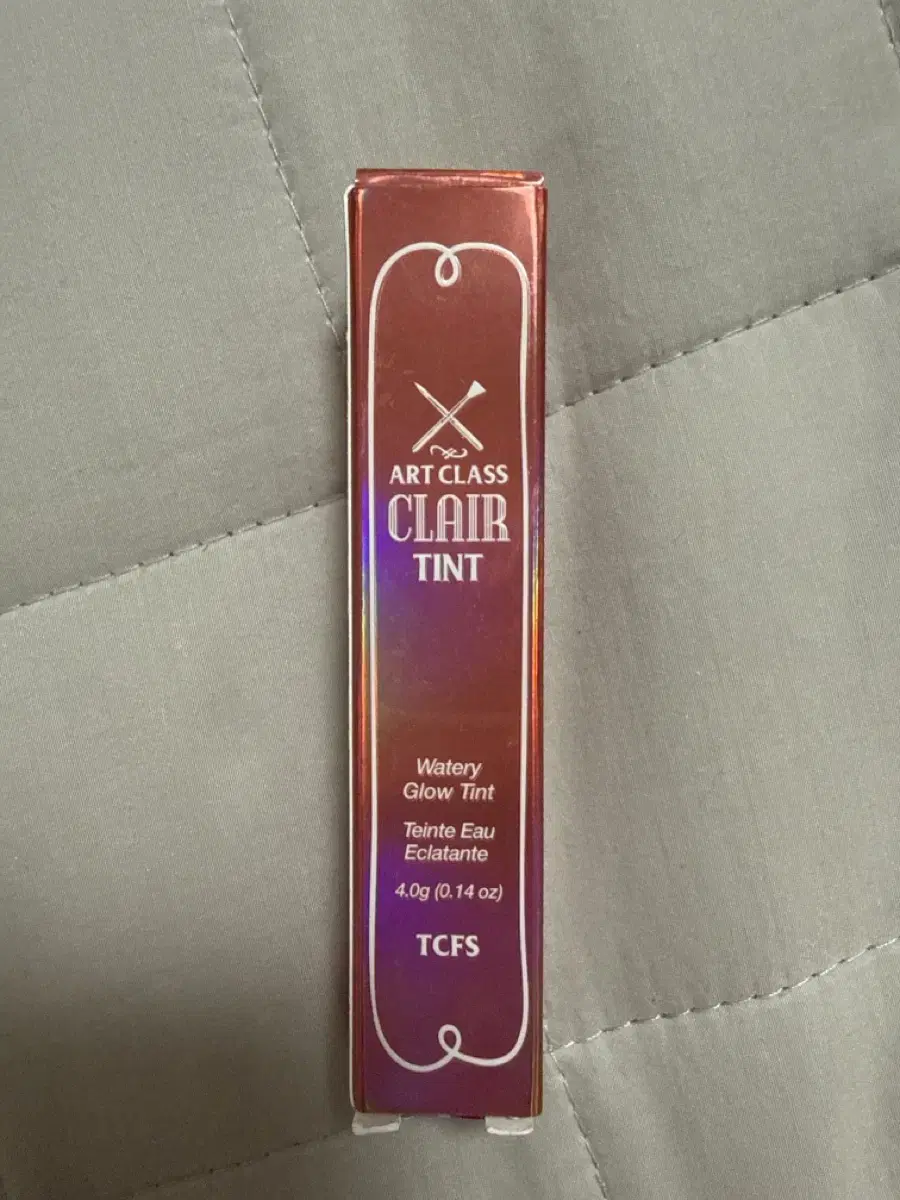 ART CLASS
CLAIR
TINT
Watery
Glow Tint
Teinte Eau
Eclatante
4.0g (0.14 oz)
TCFS